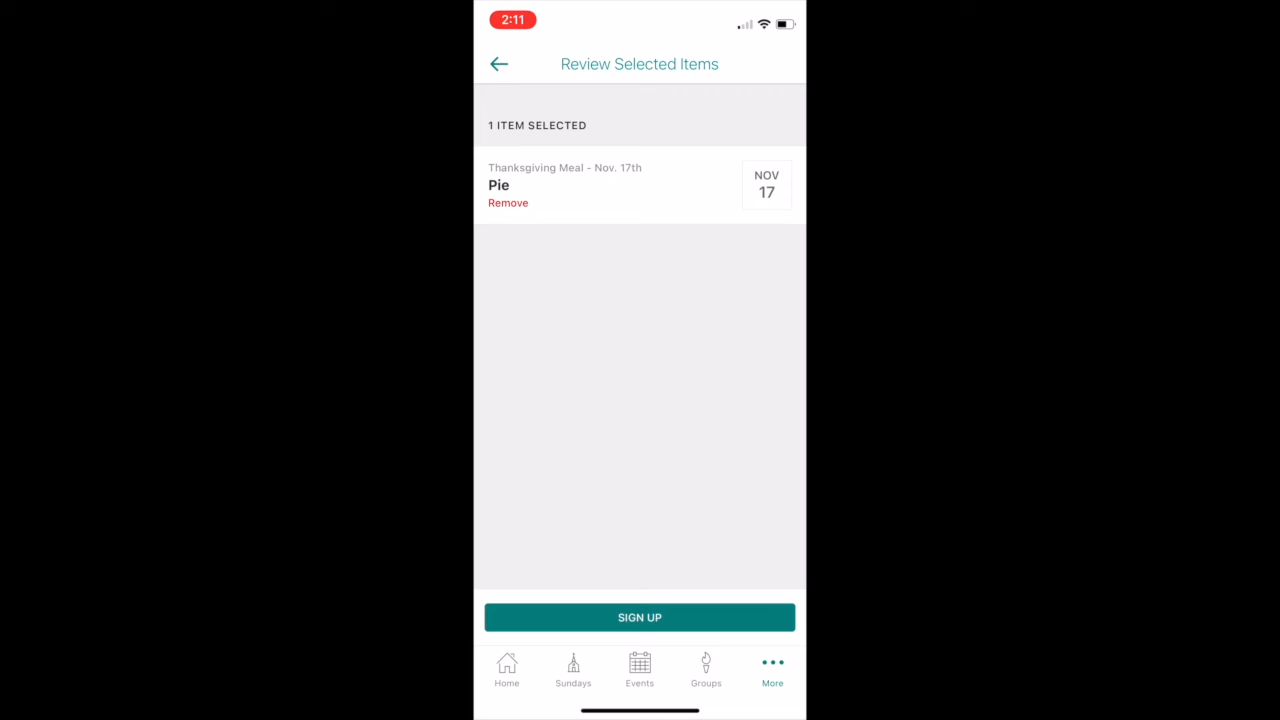 2:11
Review Selected Items
1 ITEM SELECTED
Thanksgiving Meal - Nov. 17th
Pie
Remove
NOV
17
SIGN UP
Home
Sundays
Events
Groups
More